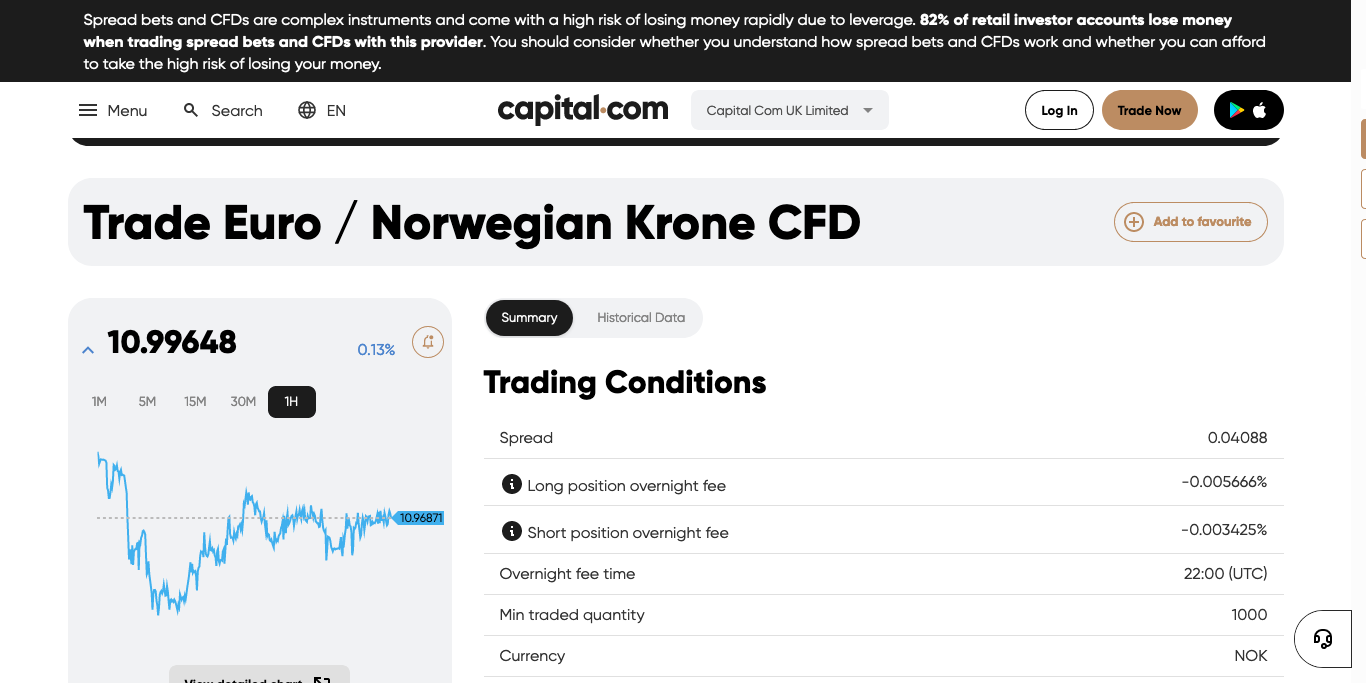 Spread bets and CFDs are complex instruments and come with a high risk of losing money rapidly due to leverage. 82% of retail investor accounts lose money
when trading spread bets and CFDs with this provider. You should consider whether you understand how spread bets and CFDs work and whether you can afford
to take the high risk of losing your money.
Menu Search EN capital.com Capital Com UK Limited Log In Trade Now
Trade Euro / Norwegian Krone CFD Add to favourite
10.99648 0.13%
1M 5M 15M 30M 1H
10.96871
View detailed chart
Summary Historical Data
Trading Conditions
Spread 0.04088
Long position overnight fee -0.005666%
Short position overnight fee -0.003425%
Overnight fee time 22:00 (UTC)
Min traded quantity 1000
Currency NOK